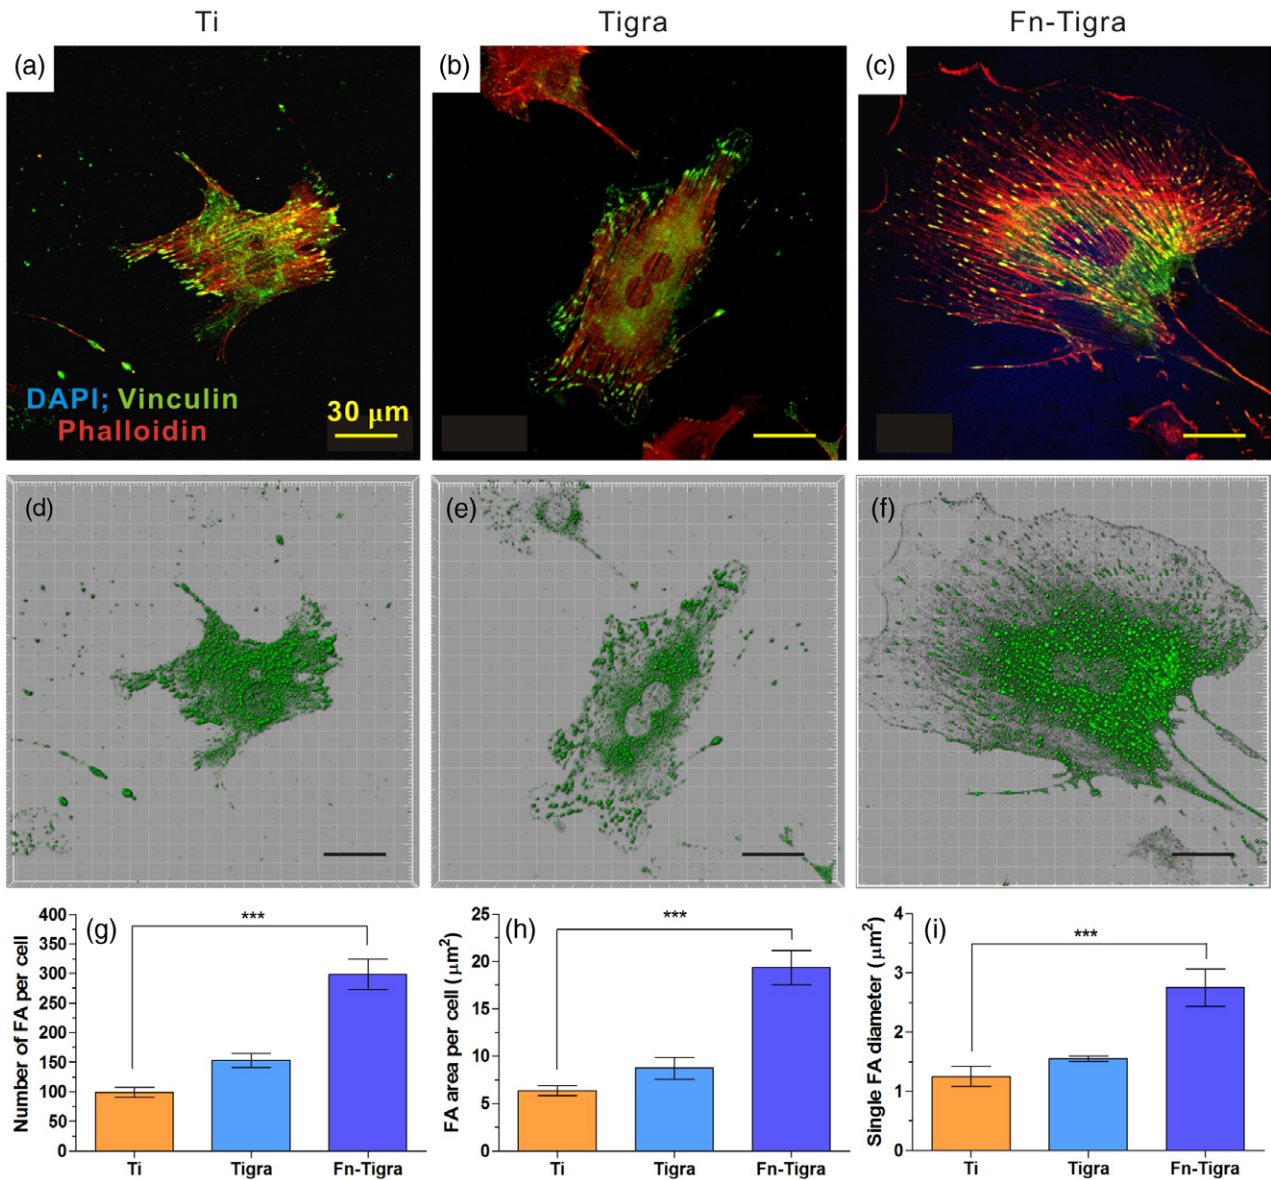 Ti Tigra Fn-Tigra
(a) (b) (c)
DAPI; Vinculin
Phalloidin
30 μm
(d) (e) (f)
(g)
Number of FA per cell
400
350
300
250
200
150
100
50
0
***
Ti Tigra Fn-Tigra
(h)
FA area per cell (μm²)
25
20
15
10
5
0
***
Ti Tigra Fn-Tigra
(i)
Single FA diameter (μm²)
4
3
2
1
0
***
Ti Tigra Fn-Tigra